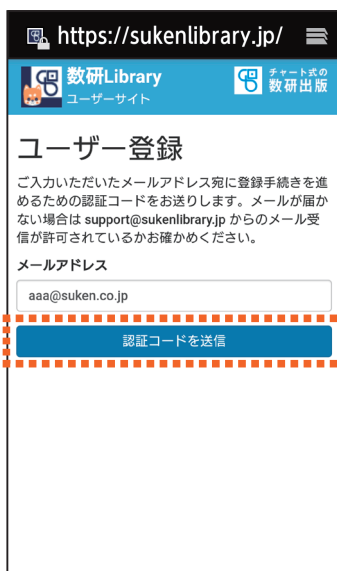 https://sukenlibrary.jp/
数研Library
ユーザーサイト
チャート式の
数研出版
ユーザー登録
ご入力いただいたメールアドレス宛に登録手続きを進
めるための認証コードをお送りします。メールが届か
ない場合は support@sukenlibrary.jp からのメール受
信が許可されているかお確かめください。
メールアドレス
aaa@suken.co.jp
認証コードを送信